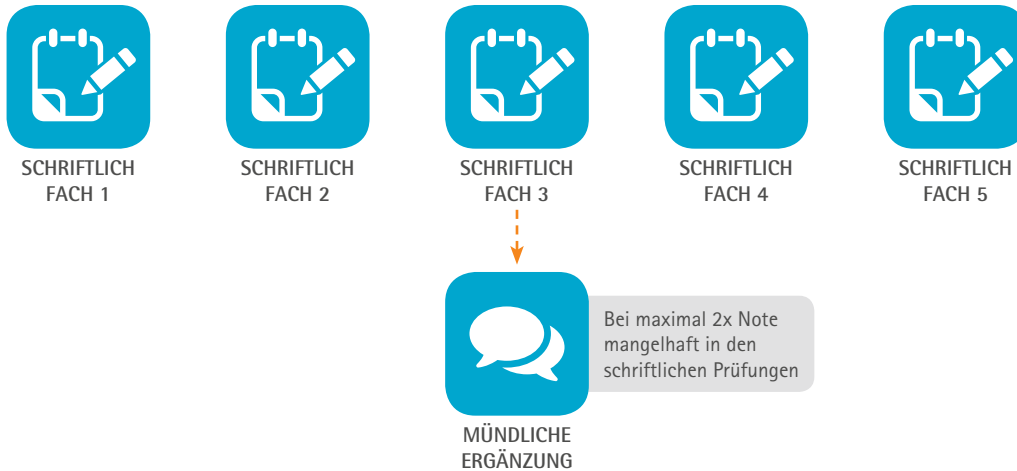 SCHRIFTLICH
FACH 1
SCHRIFTLICH
FACH 2
SCHRIFTLICH
FACH 3
SCHRIFTLICH
FACH 4
SCHRIFTLICH
FACH 5
Bei maximal 2x Note
mangelhaft in den
schriftlichen Prüfungen
MÜNDLICHE
ERGÄNZUNG